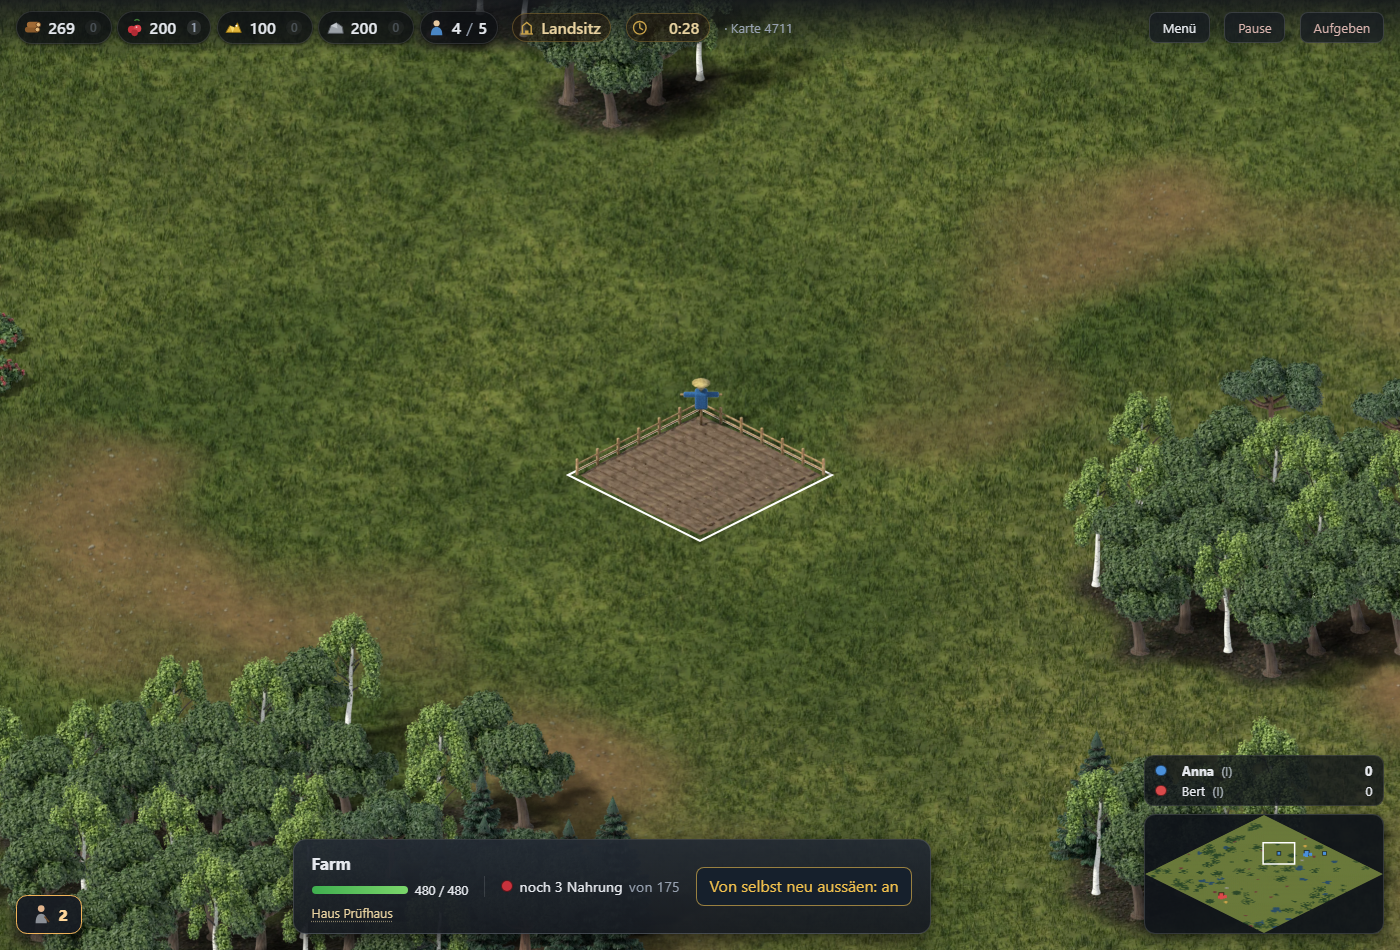 269 0 200 1 100 0 200 0 4 / 5 Landsitz 0:28 · Karte 4711 Menü Pause Aufgeben
Anna (I) 0
Bert (I) 0
Farm
480 / 480 noch 3 Nahrung von 175 Von selbst neu aussäen: an
Haus Prüfhaus
2